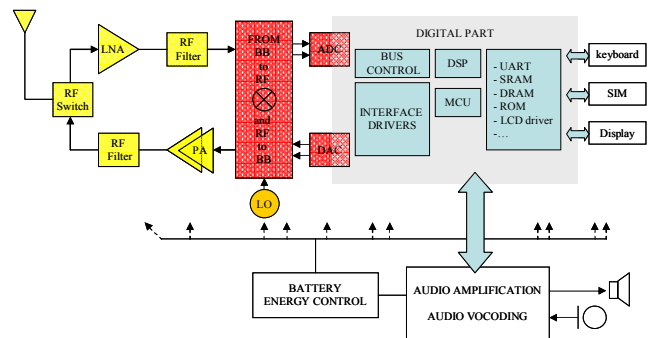 FROM
BB
to
RF
and
RF
to
BB
LNA
RF
Filter
RF
Switch
RF
Filter
PA
LO
ADC
DAC
DIGITAL PART
BUS
CONTROL
DSP
INTERFACE
DRIVERS
MCU
- UART
- SRAM
- DRAM
- ROM
- LCD driver
-…
keyboard
SIM
Display
BATTERY
ENERGY CONTROL
AUDIO AMPLIFICATION
AUDIO VOCODING